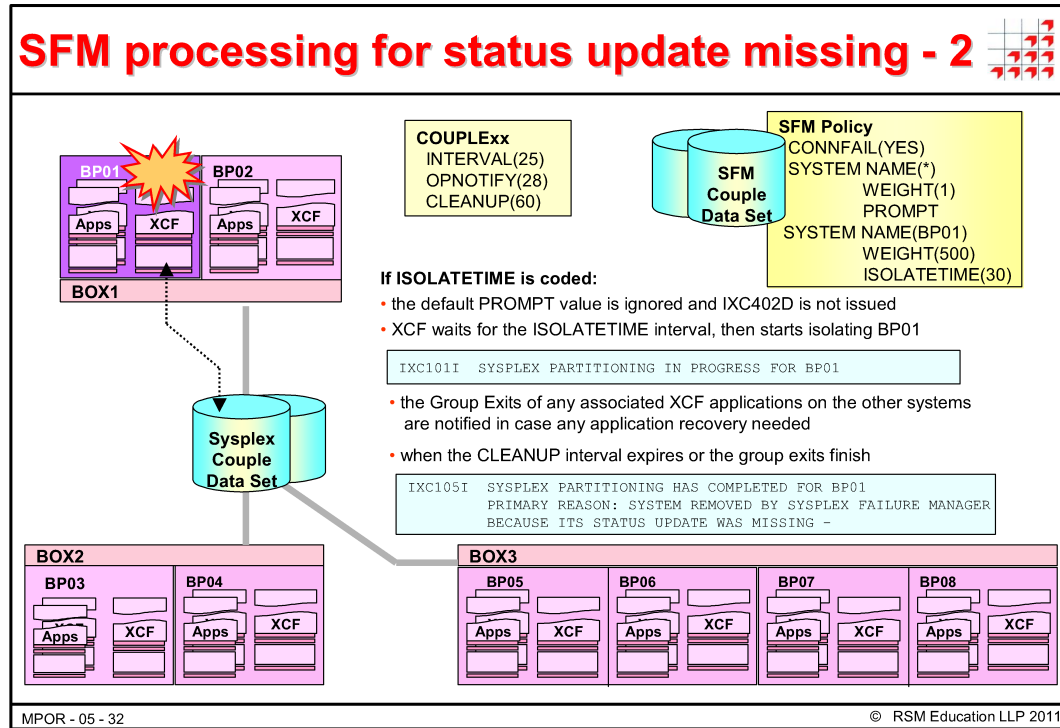 SFM processing for status update missing - 2
BP01
BP02
Apps
XCF
Apps
XCF
BOX1
COUPLExx
INTERVAL(25)
OPNOTIFY(28)
CLEANUP(60)
SFM
Couple
Data Set
SFM Policy
CONNFAIL(YES)
SYSTEM NAME(*)
WEIGHT(1)
PROMPT
SYSTEM NAME(BP01)
WEIGHT(500)
ISOLATETIME(30)
If ISOLATETIME is coded:
• the default PROMPT value is ignored and IXC402D is not issued
• XCF waits for the ISOLATETIME interval, then starts isolating BP01
IXC101I SYSPLEX PARTITIONING IN PROGRESS FOR BP01
• the Group Exits of any associated XCF applications on the other systems
are notified in case any application recovery needed
• when the CLEANUP interval expires or the group exits finish
IXC105I SYSPLEX PARTITIONING HAS COMPLETED FOR BP01
PRIMARY REASON: SYSTEM REMOVED BY SYSPLEX FAILURE MANAGER
BECAUSE ITS STATUS UPDATE WAS MISSING -
Sysplex
Couple
Data Set
BOX2
BP03
BP04
Apps
XCF
Apps
XCF
BOX3
BP05
BP06
BP07
BP08
Apps
XCF
Apps
XCF
Apps
XCF
Apps
XCF
MPOR - 05 - 32
© RSM Education LLP 2011